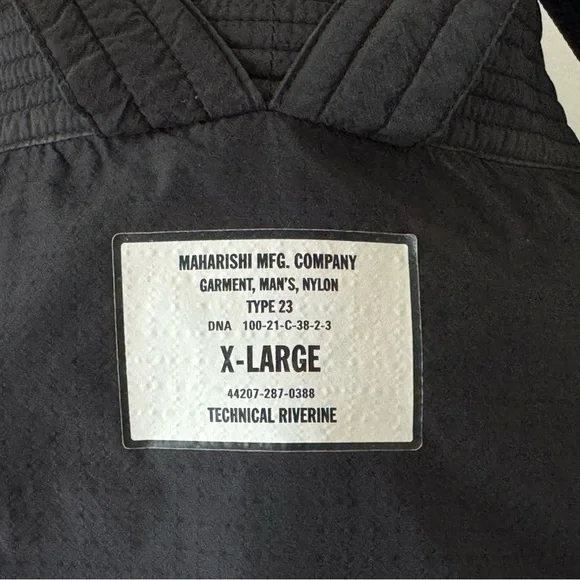 MAHARISHI MFG. COMPANY
GARMENT, MAN'S, NYLON
TYPE 23
DNA 100-21-C-38-2-3
X-LARGE
44207-287-0388
TECHNICAL RIVERINE